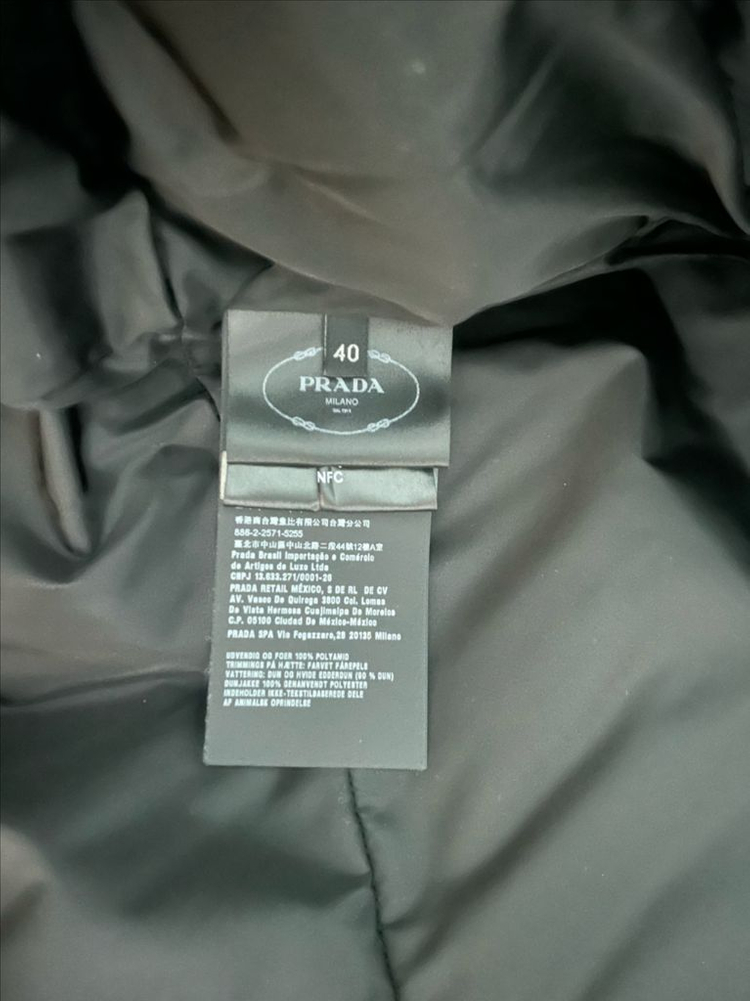 40
PRADA
MILANO
NFC
香港商台灣普比有限公司台灣分公司
886-2-2571-5255
臺北市中山區中山北路二段44號12樓A室
Prada Brasil Importação e Comércio
de Artigos de Luxo Ltda
CNPJ 13.633.271/0001-20
PRADA RETAIL MÉXICO, S DE RL DE CV
AV. Vasco De Quiroga 3800 Col. Lomas
De Vista Hermosa Cuajimalpa De Morelos
C.P. 05100 Ciudad De México-México
PRADA SPA Via Fogazzaro,28 20135 Milano
UDVENDIG OG FOER 100% POLYAMID
TRIMMINGS PÅ HÆTTE: FARVET FÅREPELS
VATTERING: DUN OG HVIDE EDDERDUN (90 % DUN)
DUNJAKKE 100% GENANVENDT POLYESTER
INDEHOLDER IKKE-TEKSTILBASEREDE DELE
AF ANIMALSK OPRINDELSE